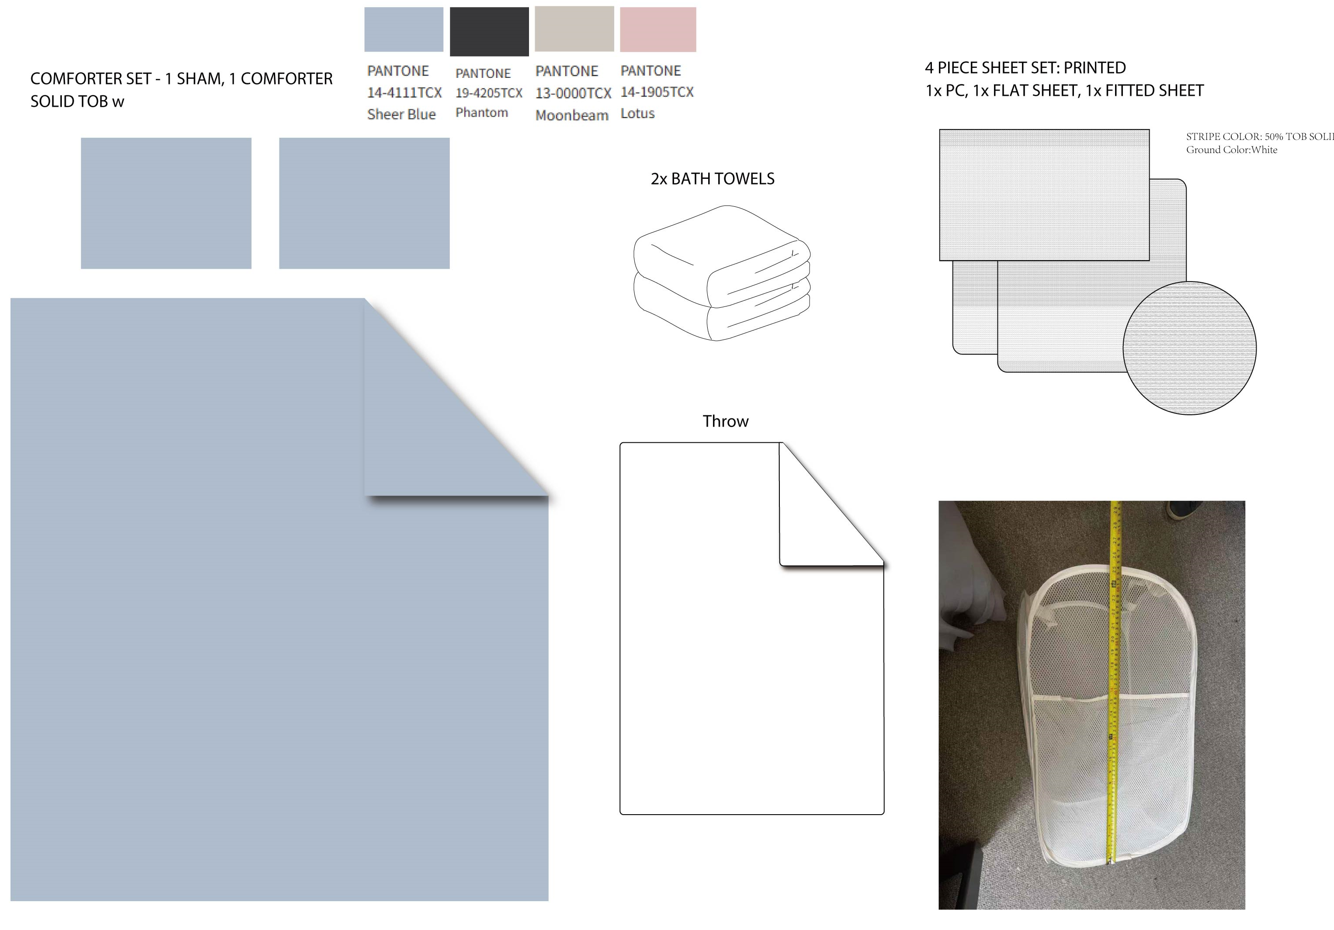 COMFORTER SET - 1 SHAM, 1 COMFORTER
SOLID TOB w
PANTONE
14-4111TCX
Sheer Blue
PANTONE
19-4205TCX
Phantom
PANTONE
13-0000TCX
Moonbeam
PANTONE
14-1905TCX
Lotus
2x BATH TOWELS
Throw
4 PIECE SHEET SET: PRINTED
1x PC, 1x FLAT SHEET, 1x FITTED SHEET
STRIPE COLOR: 50% TOB SOLI
Ground Color:White